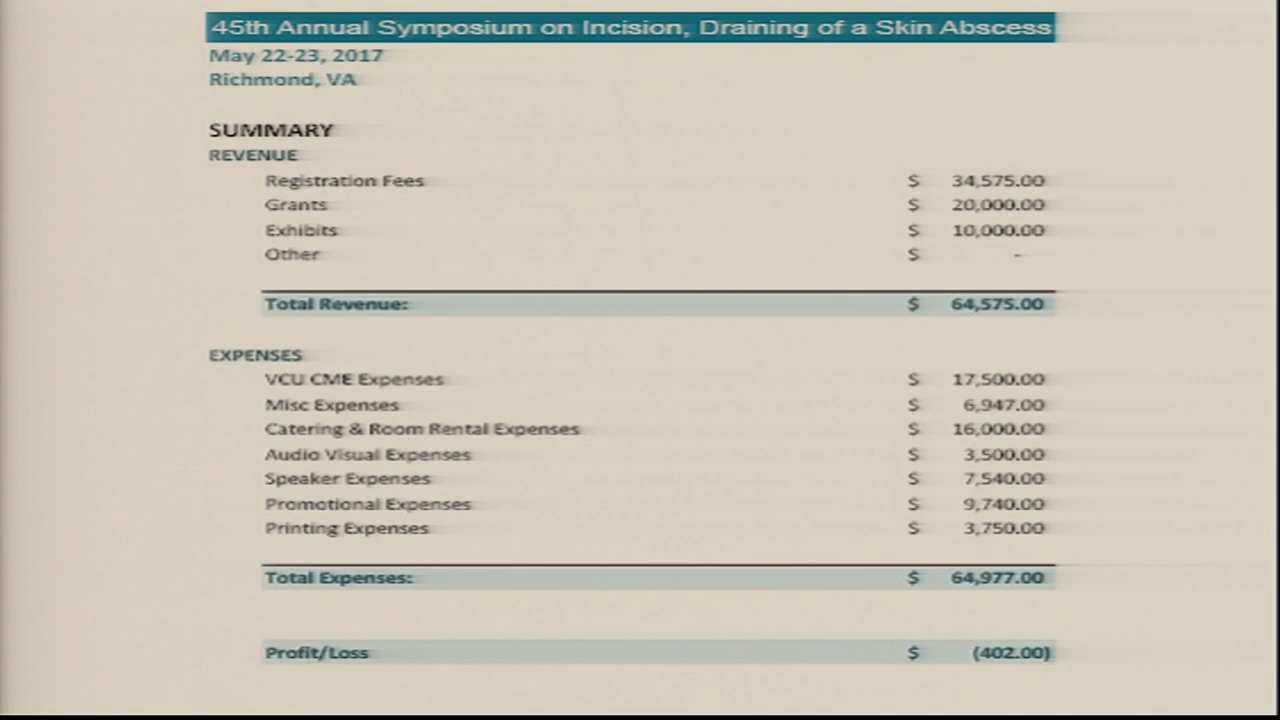 45th Annual Symposium on Incision, Draining of a Skin Abscess
May 22-23, 2017
Richmond, VA
SUMMARY
REVENUE
Registration Fees $ 34,575.00
Grants $ 20,000.00
Exhibits $ 10,000.00
Other $ -
Total Revenue: $ 64,575.00
EXPENSES
VCU CME Expenses $ 17,500.00
Misc Expenses $ 6,947.00
Catering & Room Rental Expenses $ 16,000.00
Audio Visual Expenses $ 3,500.00
Speaker Expenses $ 7,540.00
Promotional Expenses $ 9,740.00
Printing Expenses $ 3,750.00
Total Expenses: $ 64,977.00
Profit/Loss $ (402.00)